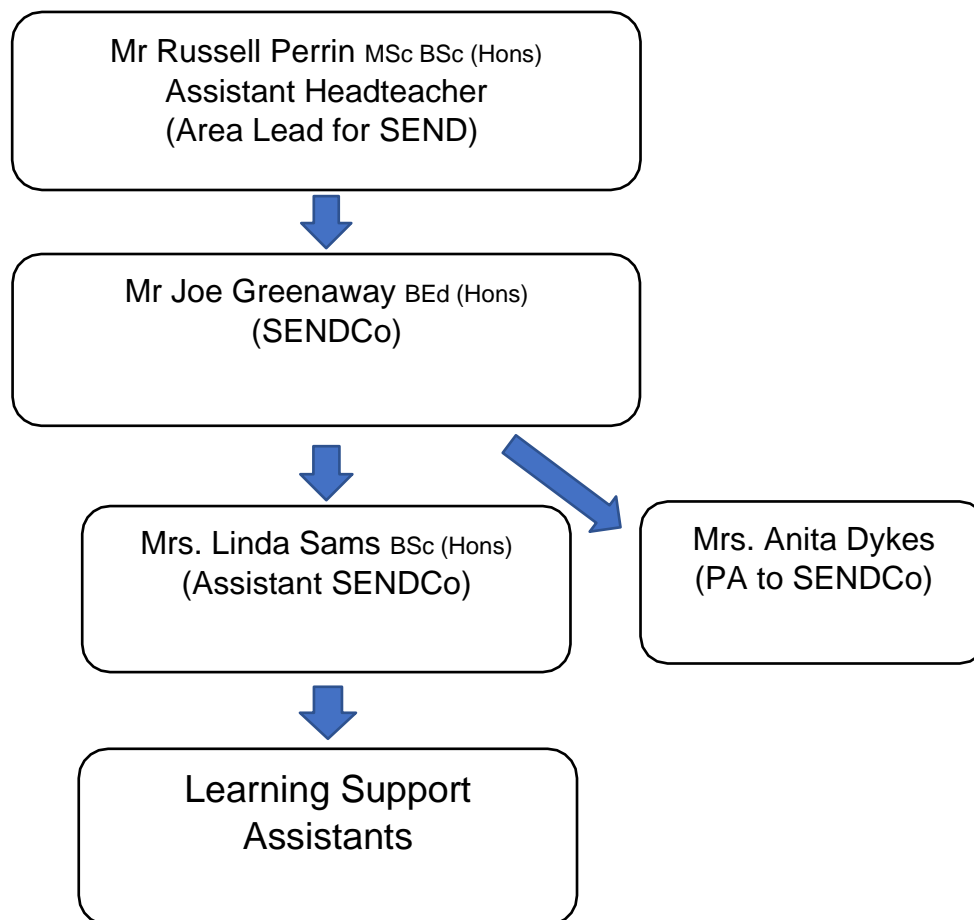 Mr Russell Perrin MSc BSc (Hons)
Assistant Headteacher
(Area Lead for SEND)
Mr Joe Greenaway BEd (Hons)
(SENDCo)
Mrs. Linda Sams BSc (Hons)
(Assistant SENDCo)
Mrs. Anita Dykes
(PA to SENDCo)
Learning Support
Assistants